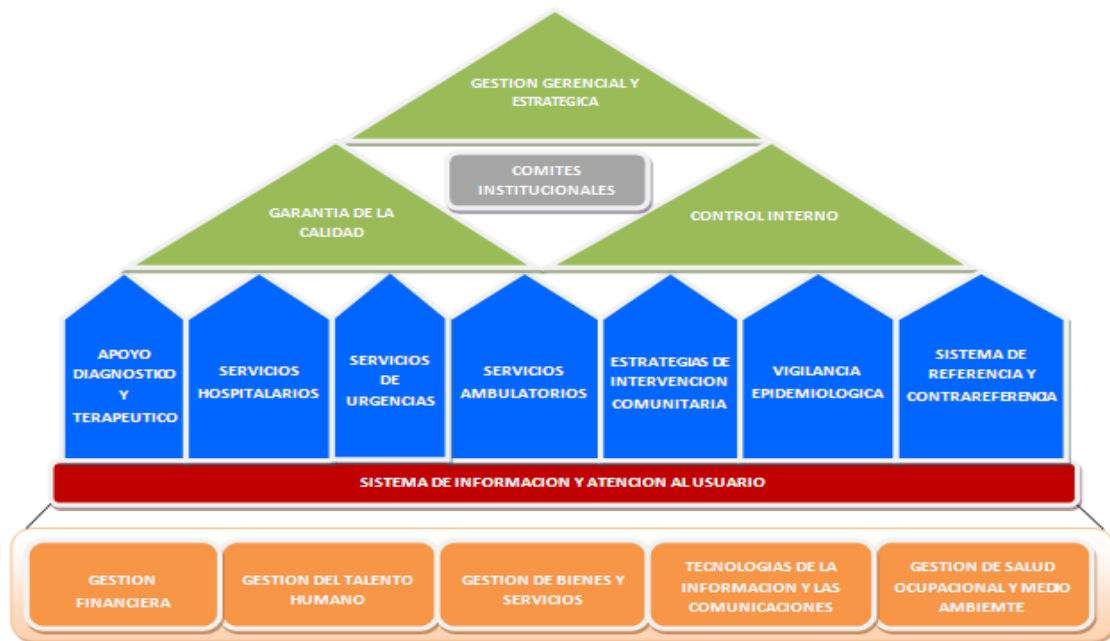 GESTION GERENCIAL Y
ESTRATEGICA
COMITES
INSTITUCIONALES
GARANTIA DE LA
CALIDAD
CONTROL INTERNO
APOYO
DIAGNOSTICO
Y
TERAPEUTICO
SERVICIOS
HOSPITALARIOS
SERVICIOS
DE
URGENCIAS
SERVICIOS
AMBULATORIOS
ESTRATEGIAS DE
INTERVENCION
COMUNITARIA
VIGILANCIA
EPIDEMIOLOGICA
SISTEMA DE
REFERENCIA Y
CONTRAREFERENCIA
SISTEMA DE INFORMACION Y ATENCION AL USUARIO
GESTION
FINANCIERA
GESTION DEL TALENTO
HUMANO
GESTION DE BIENES Y
SERVICIOS
TECNOLOGIAS DE LA
INFORMACION Y LAS
COMUNICACIONES
GESTION DE SALUD
OCUPACIONAL Y MEDIO
AMBIEMTE